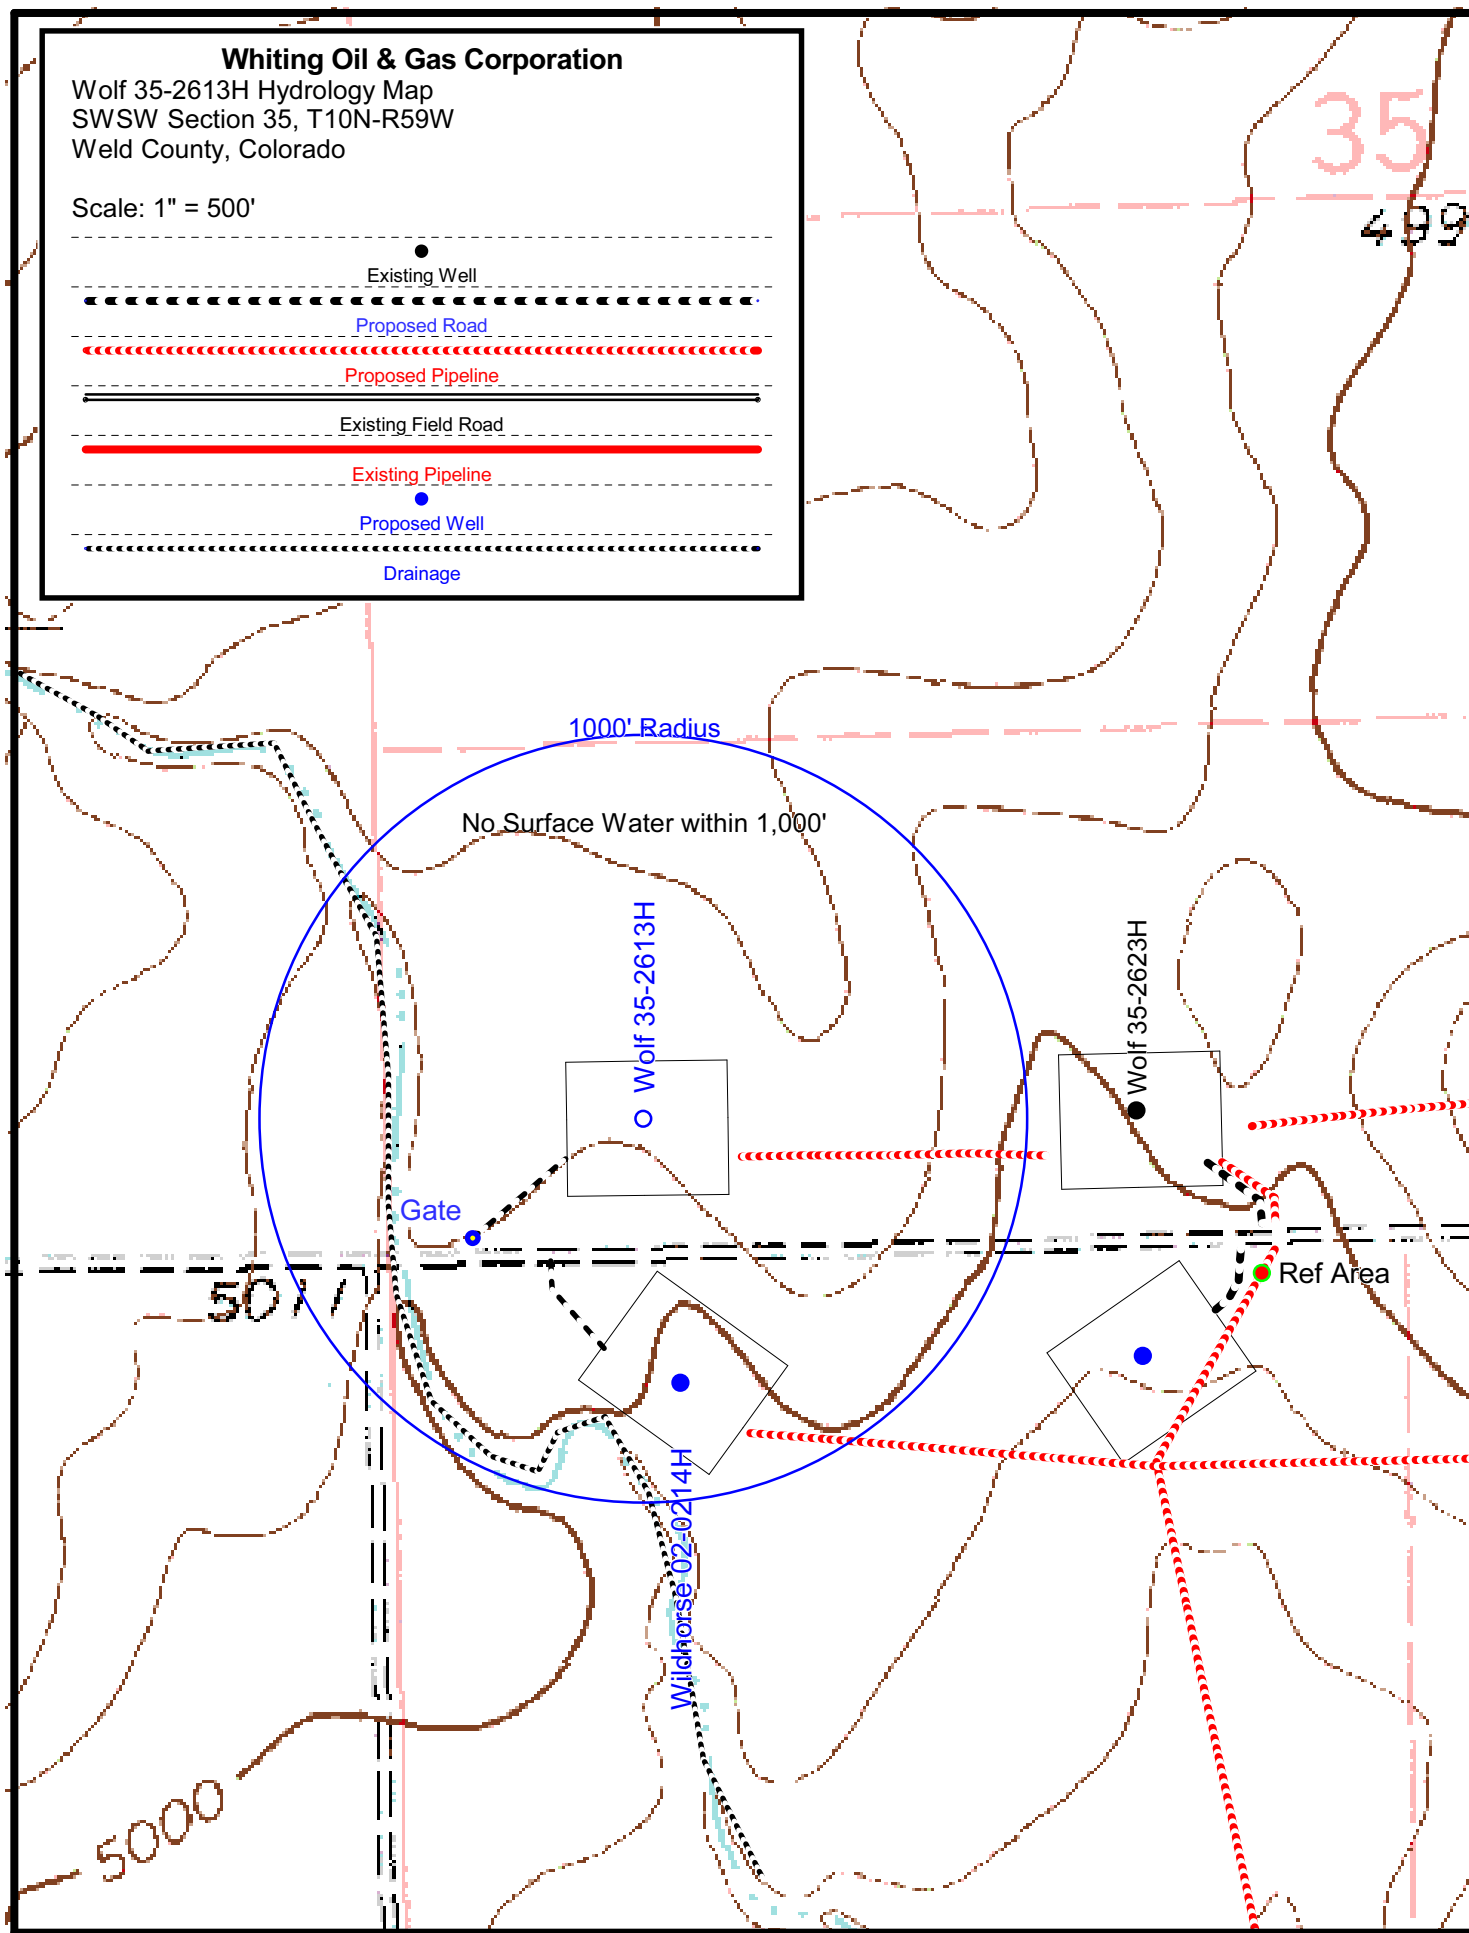 Whiting Oil & Gas Corporation
Wolf 35-2613H Hydrology Map
SWSW Section 35, T10N-R59W
Weld County, Colorado
Scale: 1" = 500'
Existing Well
Proposed Road
Proposed Pipeline
Existing Field Road
Existing Pipeline
Proposed Well
Drainage
35
499
1000' Radius
No Surface Water within 1,000'
Wolf 35-2613H
Wolf 35-2623H
Gate
5011
Ref Area
Wildhorse 02-0214H
5000